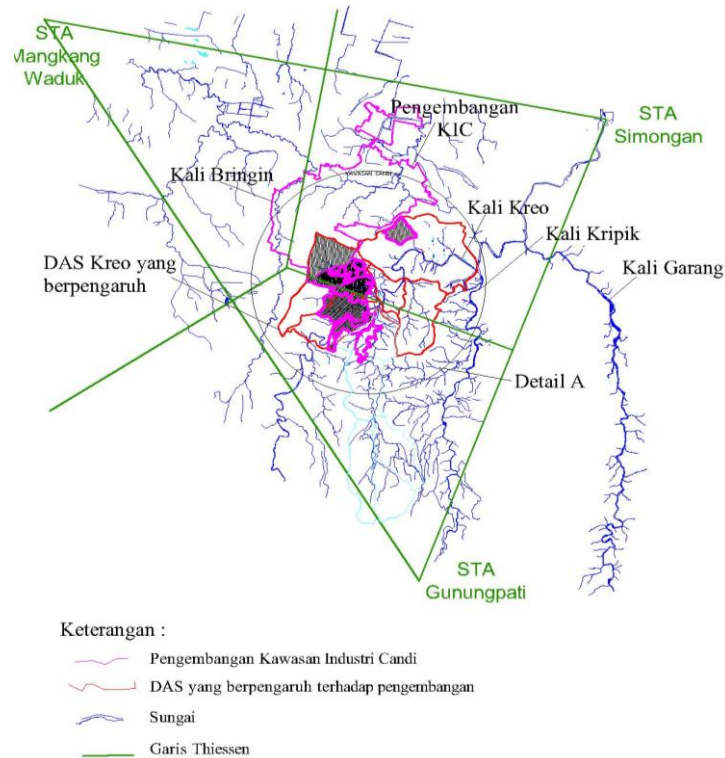 STA
Mangkang
Waduk
Pengembangan
KIC
STA
Simongan
Kali Bringin
KAWASAN CANDI
Kali Kreo
Kali Kripik
DAS Kreo yang
berpengaruh
Kali Garang
Detail A
STA
Gunungpati
Keterangan :
Pengembangan Kawasan Industri Candi
DAS yang berpengaruh terhadap pengembangan
Sungai
Garis Thiessen